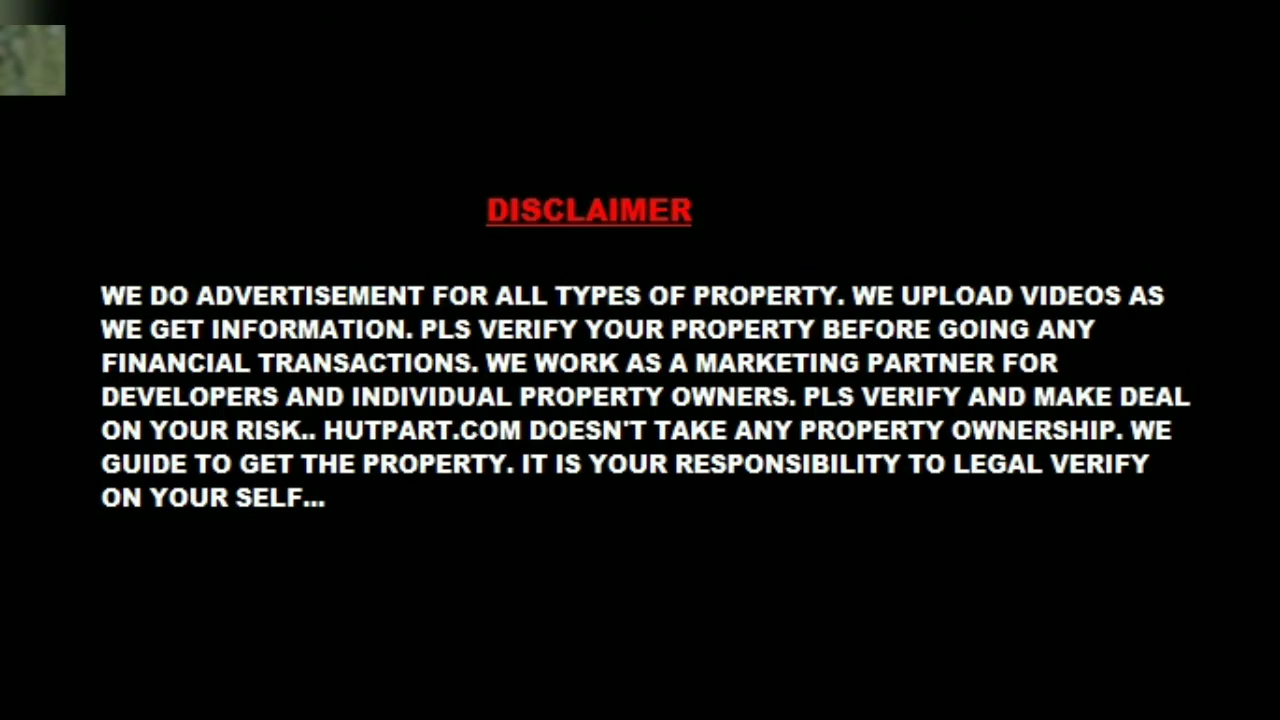 DISCLAIMER
WE DO ADVERTISEMENT FOR ALL TYPES OF PROPERTY. WE UPLOAD VIDEOS AS
WE GET INFORMATION. PLS VERIFY YOUR PROPERTY BEFORE GOING ANY
FINANCIAL TRANSACTIONS. WE WORK AS A MARKETING PARTNER FOR
DEVELOPERS AND INDIVIDUAL PROPERTY OWNERS. PLS VERIFY AND MAKE DEAL
ON YOUR RISK.. HUTPART.COM DOESN'T TAKE ANY PROPERTY OWNERSHIP. WE
GUIDE TO GET THE PROPERTY. IT IS YOUR RESPONSIBILITY TO LEGAL VERIFY
ON YOUR SELF...